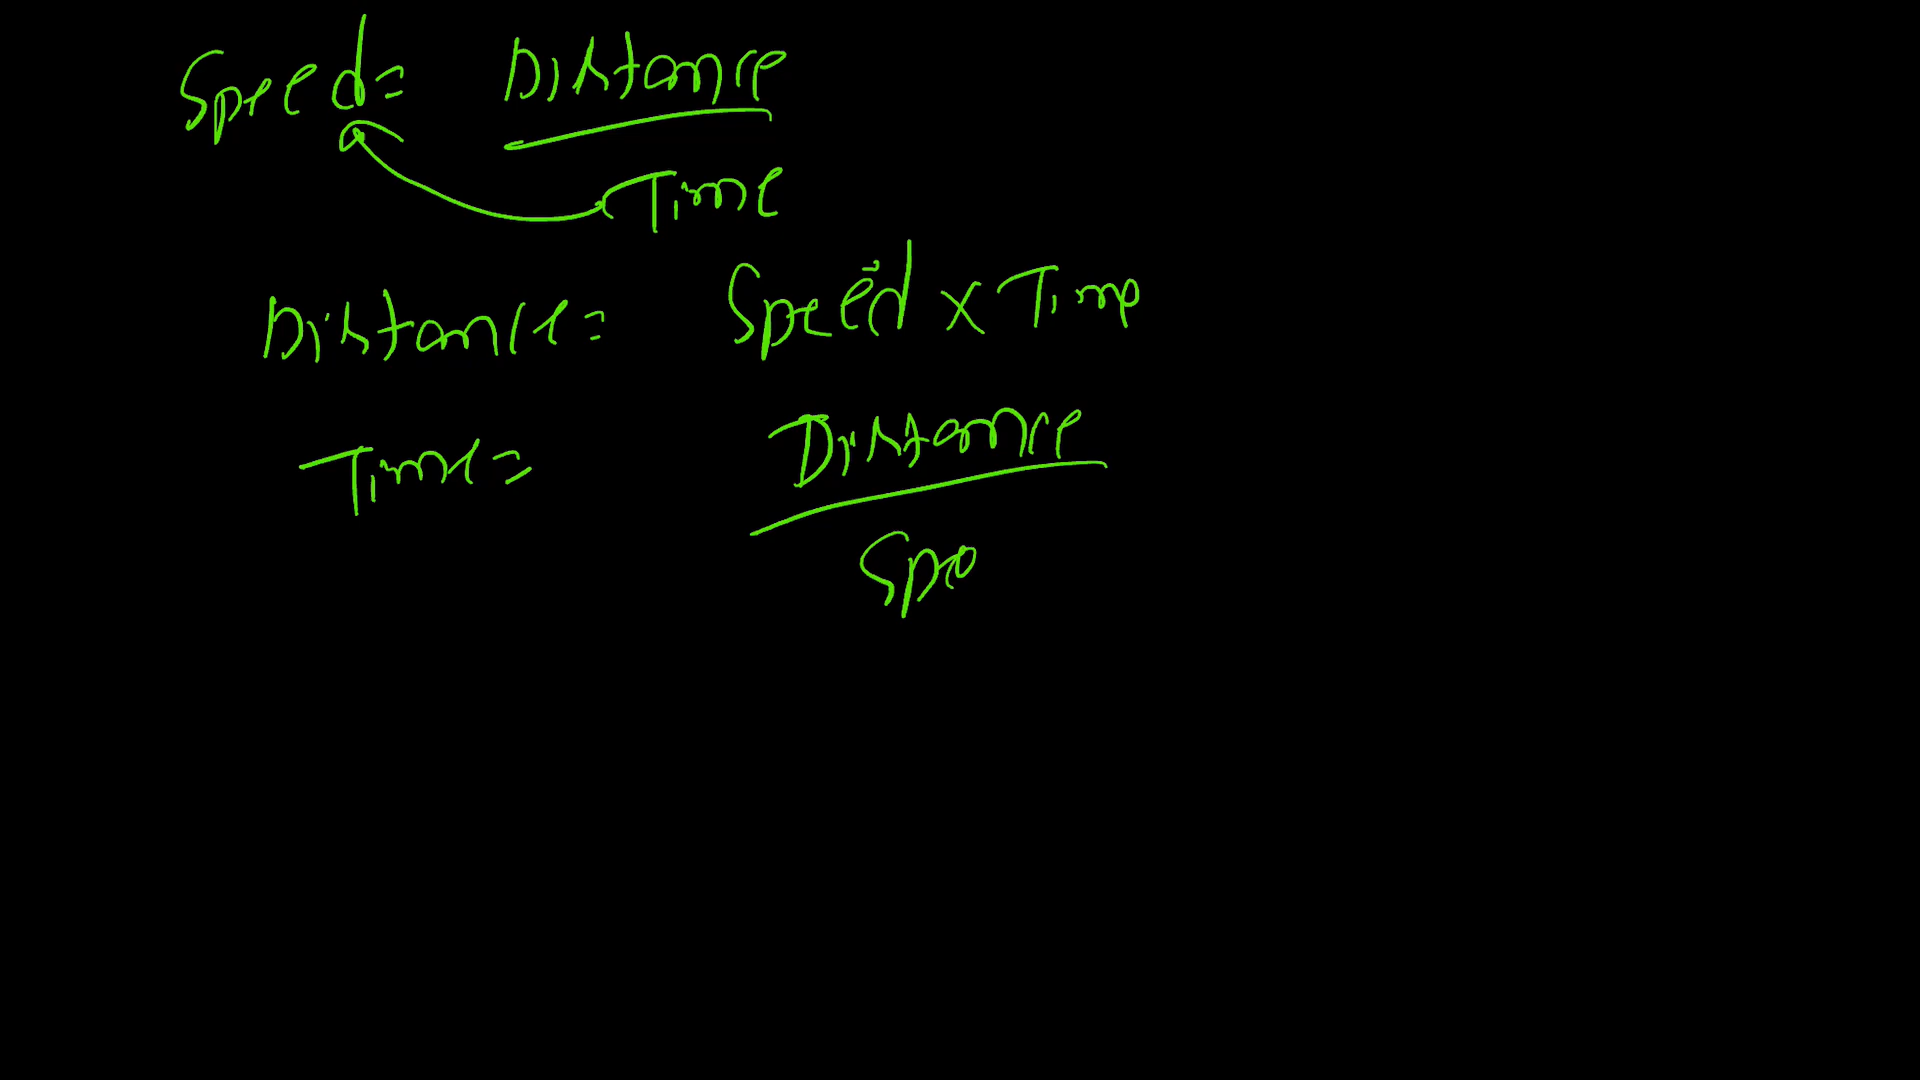 Speed= Distance
Time
Distance= Speed x Time
Time= Distance
Spe